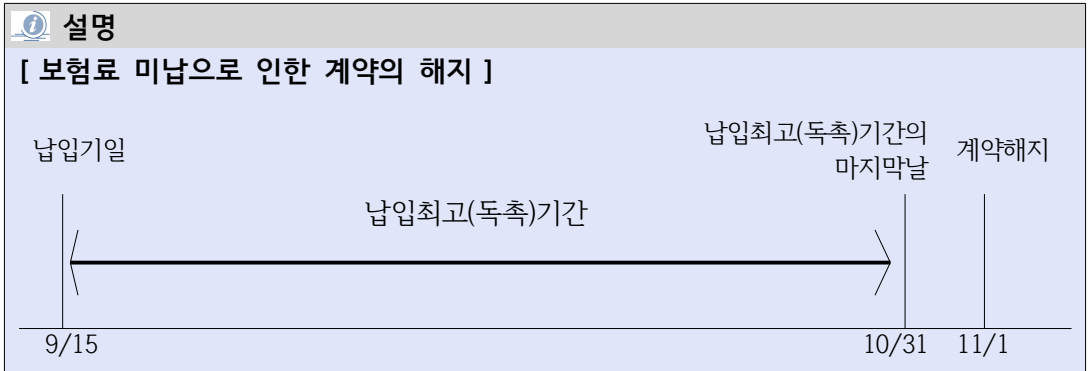 설명
[ 보험료 미납으로 인한 계약의 해지 ]
납입기일
납입최고(독촉)기간의
마지막날
계약해지
납입최고(독촉)기간
9/15
10/31
11/1